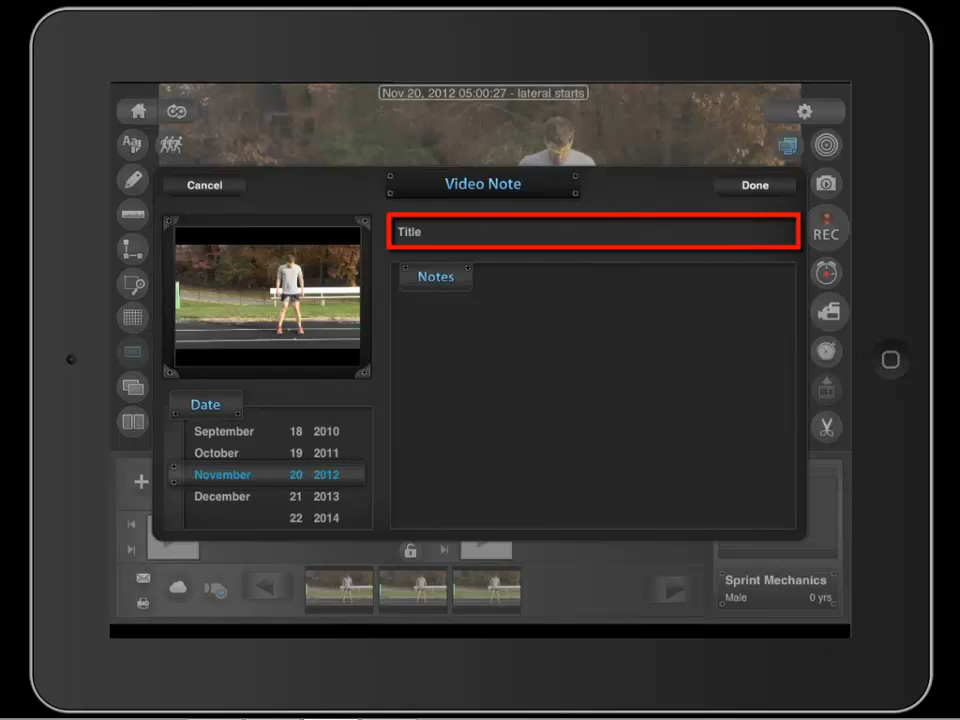 Nov 20, 2012 05:00:27 - lateral starts
Aa
Cancel
Video Note
Done
Title
REC
Notes
Date
September 18 2010
October 19 2011
November 20 2012
December 21 2013
22 2014
Sprint Mechanics
Male 0 yrs